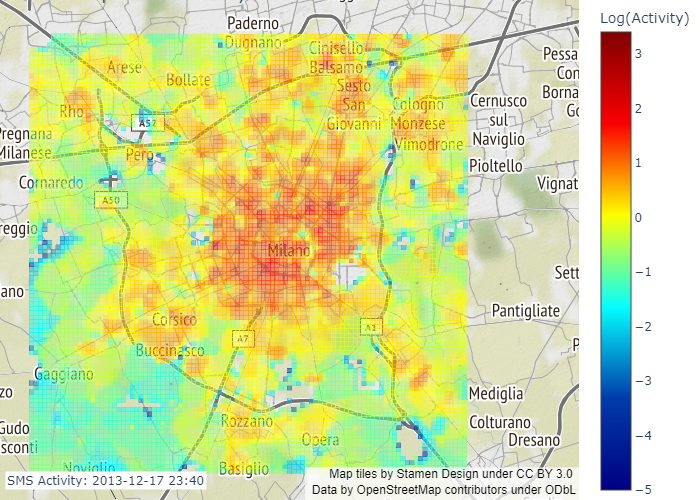 Paderno
Dugnano
Cinisello
Balsamo
Arese
Bollate
Sesto
San
Giovanni
Rho
A52
Cologno
Monzese
Vimodrone
Cernusco
sul
Naviglio
Pessa
Con
Borna
Go
Pregnana
Milanese
Pero
Pioltello
Cornaredo
Vignat
A50
reggio
Milano
Sett
ano
Pantigliate
Corsico
A7
A1
Buccinasco
P
Gaggiano
zo
Mediglia
Rozzano
Colturano
Gudo
Opera
Dresano
sconti
Noviglio
Basiglio
SMS Activity: 2013-12-17 23:40
Map tiles by Stamen Design under CC BY 3.0
Data by OpenStreetMap contributors under ODbL
Log(Activity)
3
2
1
0
−1
−2
−3
−4
−5